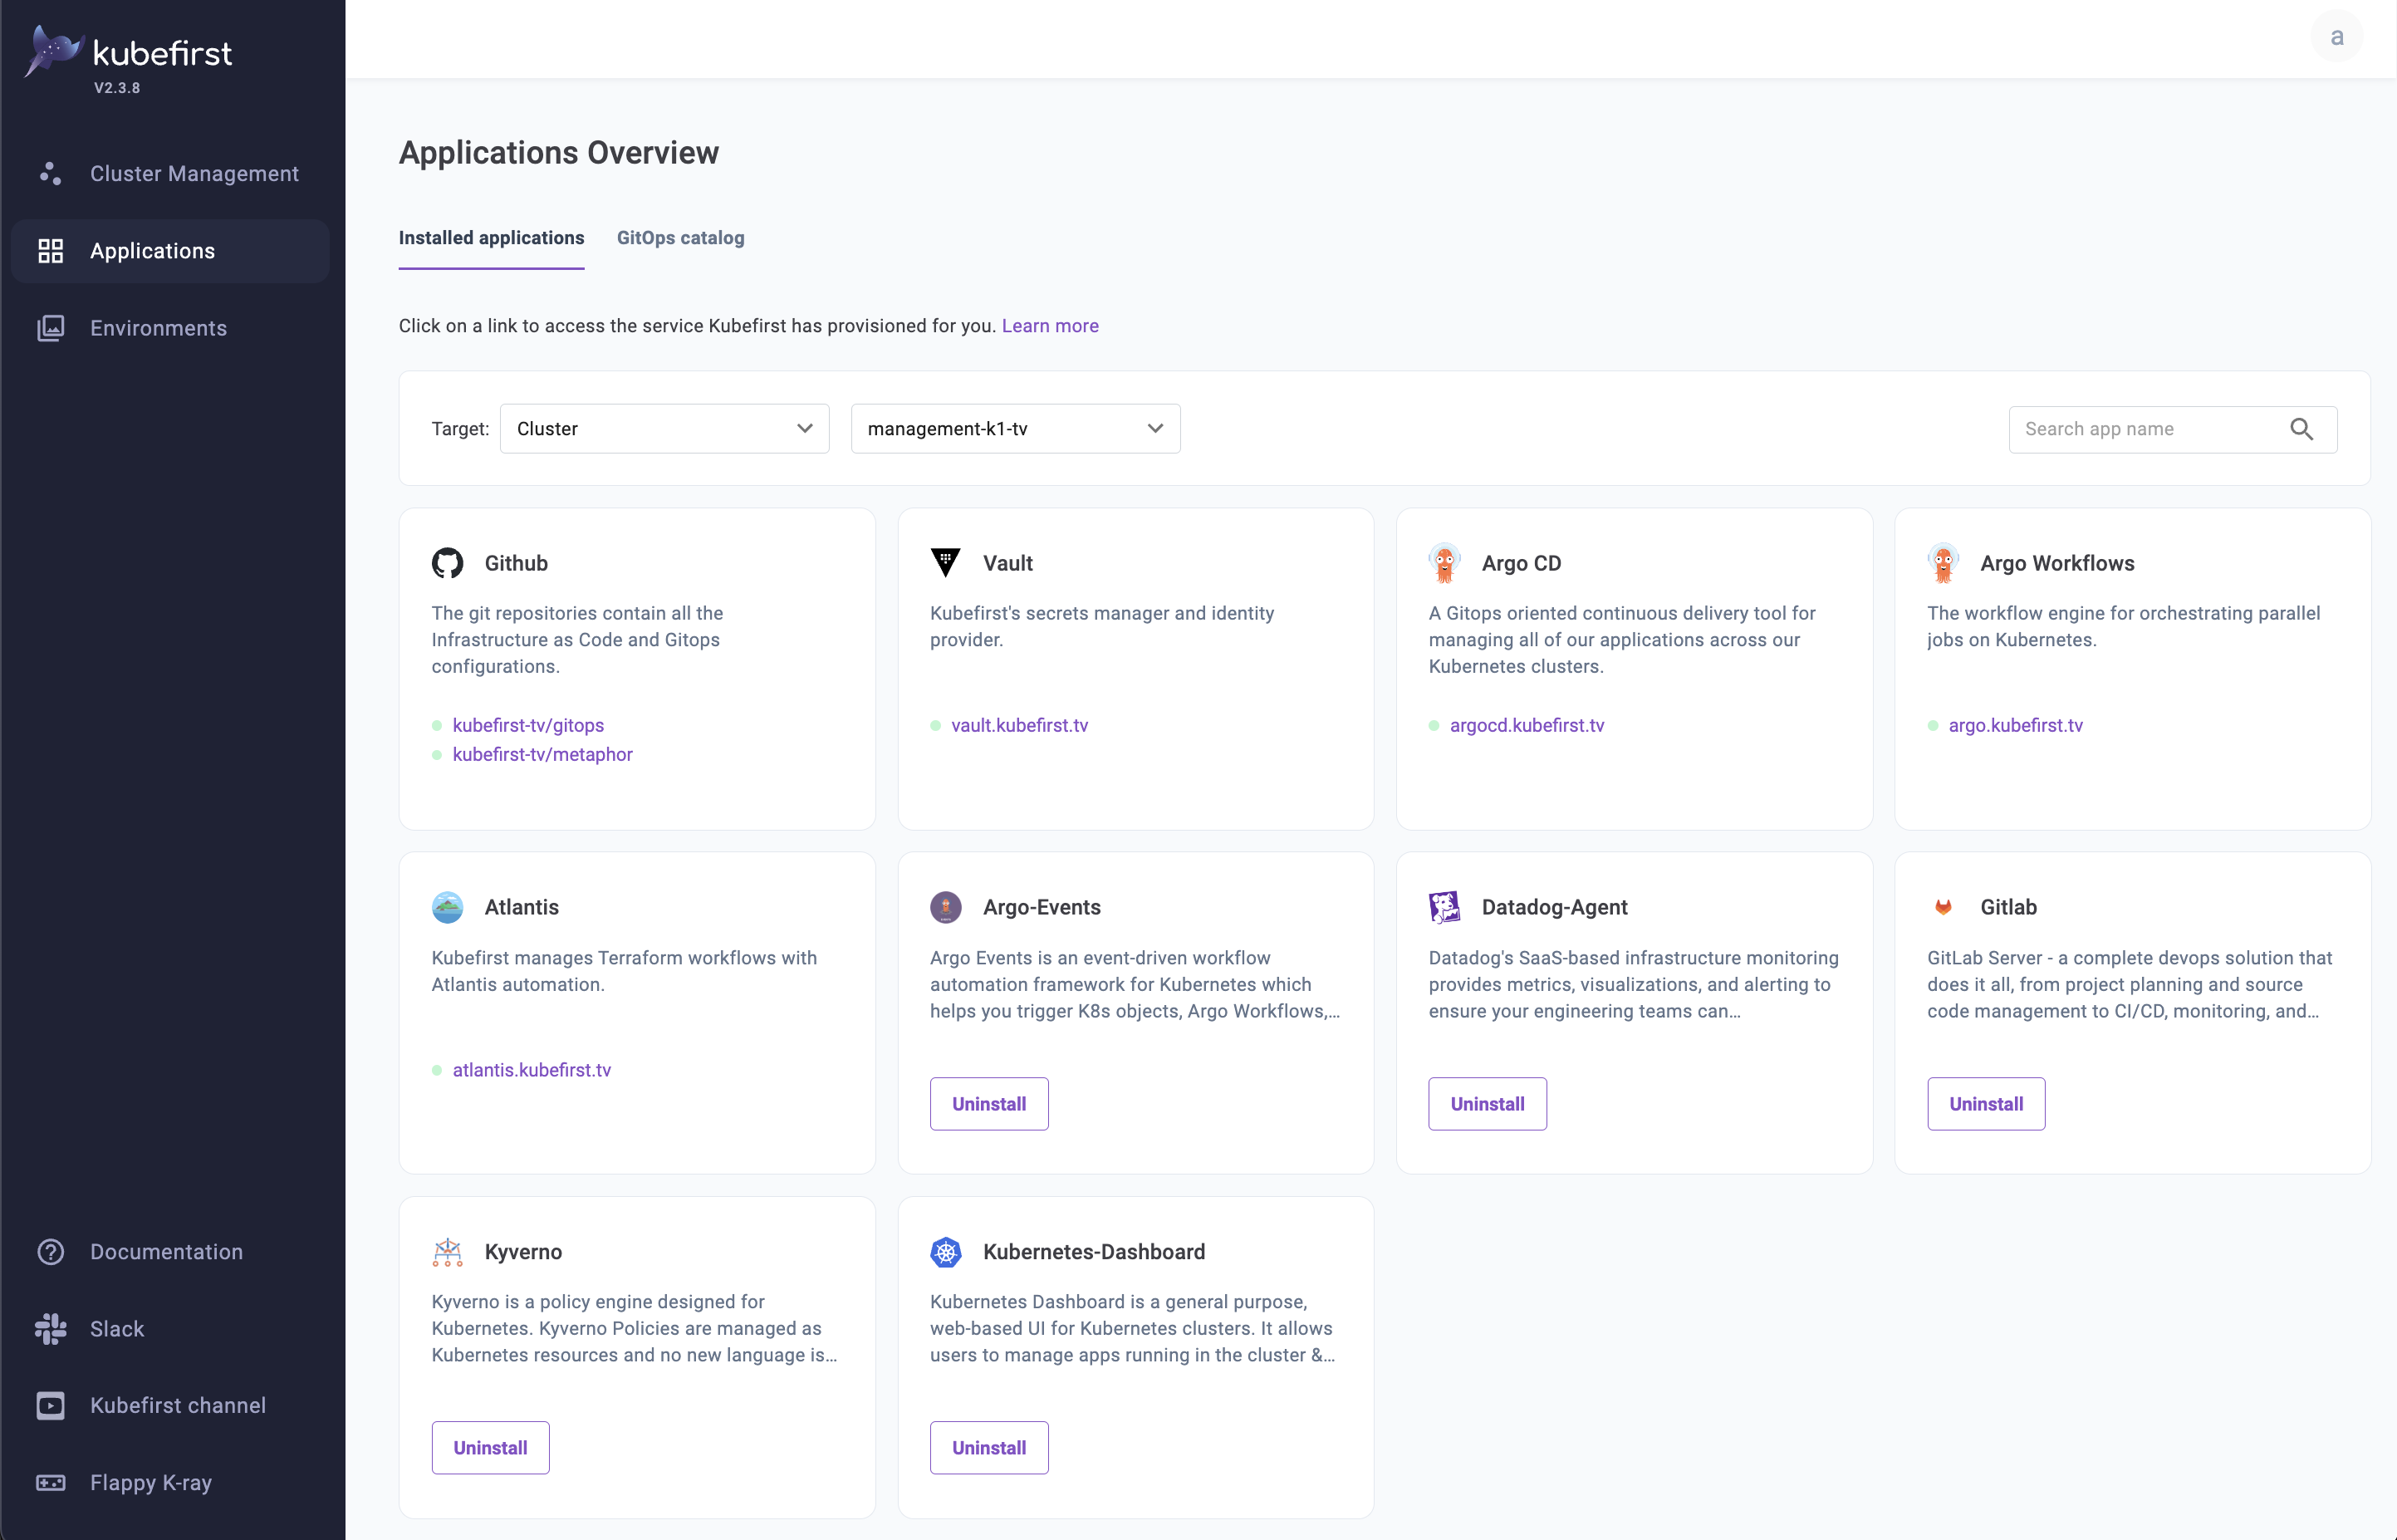 kubefirst
V2.3.8
Cluster Management
Applications
Environments
Documentation
Slack
Kubefirst channel
Flappy K-ray
a
Applications Overview
Installed applications
GitOps catalog
Click on a link to access the service Kubefirst has provisioned for you. Learn more
Target:
Cluster
management-k1-tv
Search app name
Github
The git repositories contain all the
Infrastructure as Code and Gitops
configurations.
kubefirst-tv/gitops
kubefirst-tv/metaphor
Vault
Kubefirst's secrets manager and identity
provider.
vault.kubefirst.tv
Argo CD
A Gitops oriented continuous delivery tool for
managing all of our applications across our
Kubernetes clusters.
argocd.kubefirst.tv
Argo Workflows
The workflow engine for orchestrating parallel
jobs on Kubernetes.
argo.kubefirst.tv
Atlantis
Kubefirst manages Terraform workflows with
Atlantis automation.
atlantis.kubefirst.tv
Argo-Events
Argo Events is an event-driven workflow
automation framework for Kubernetes which
helps you trigger K8s objects, Argo Workflows,...
Uninstall
Datadog-Agent
Datadog's SaaS-based infrastructure monitoring
provides metrics, visualizations, and alerting to
ensure your engineering teams can...
Uninstall
Gitlab
GitLab Server - a complete devops solution that
does it all, from project planning and source
code management to CI/CD, monitoring, and...
Uninstall
Kyverno
Kyverno is a policy engine designed for
Kubernetes. Kyverno Policies are managed as
Kubernetes resources and no new language is...
Uninstall
Kubernetes-Dashboard
Kubernetes Dashboard is a general purpose,
web-based UI for Kubernetes clusters. It allows
users to manage apps running in the cluster &...
Uninstall